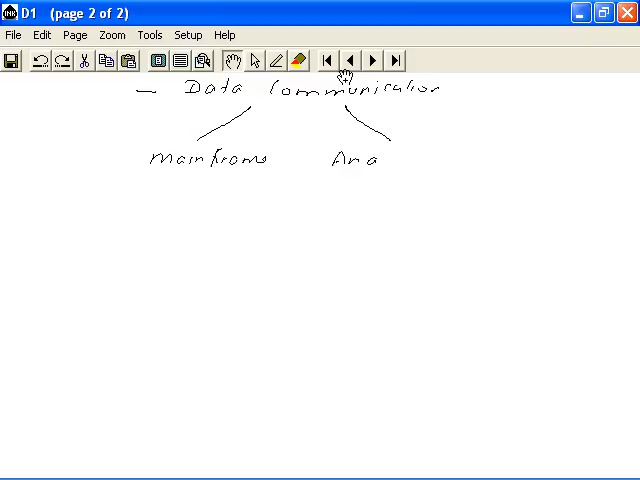 D1 (page 2 of 2)
File Edit Page Zoom Tools Setup Help
– Data Communication
Mainframe Ana